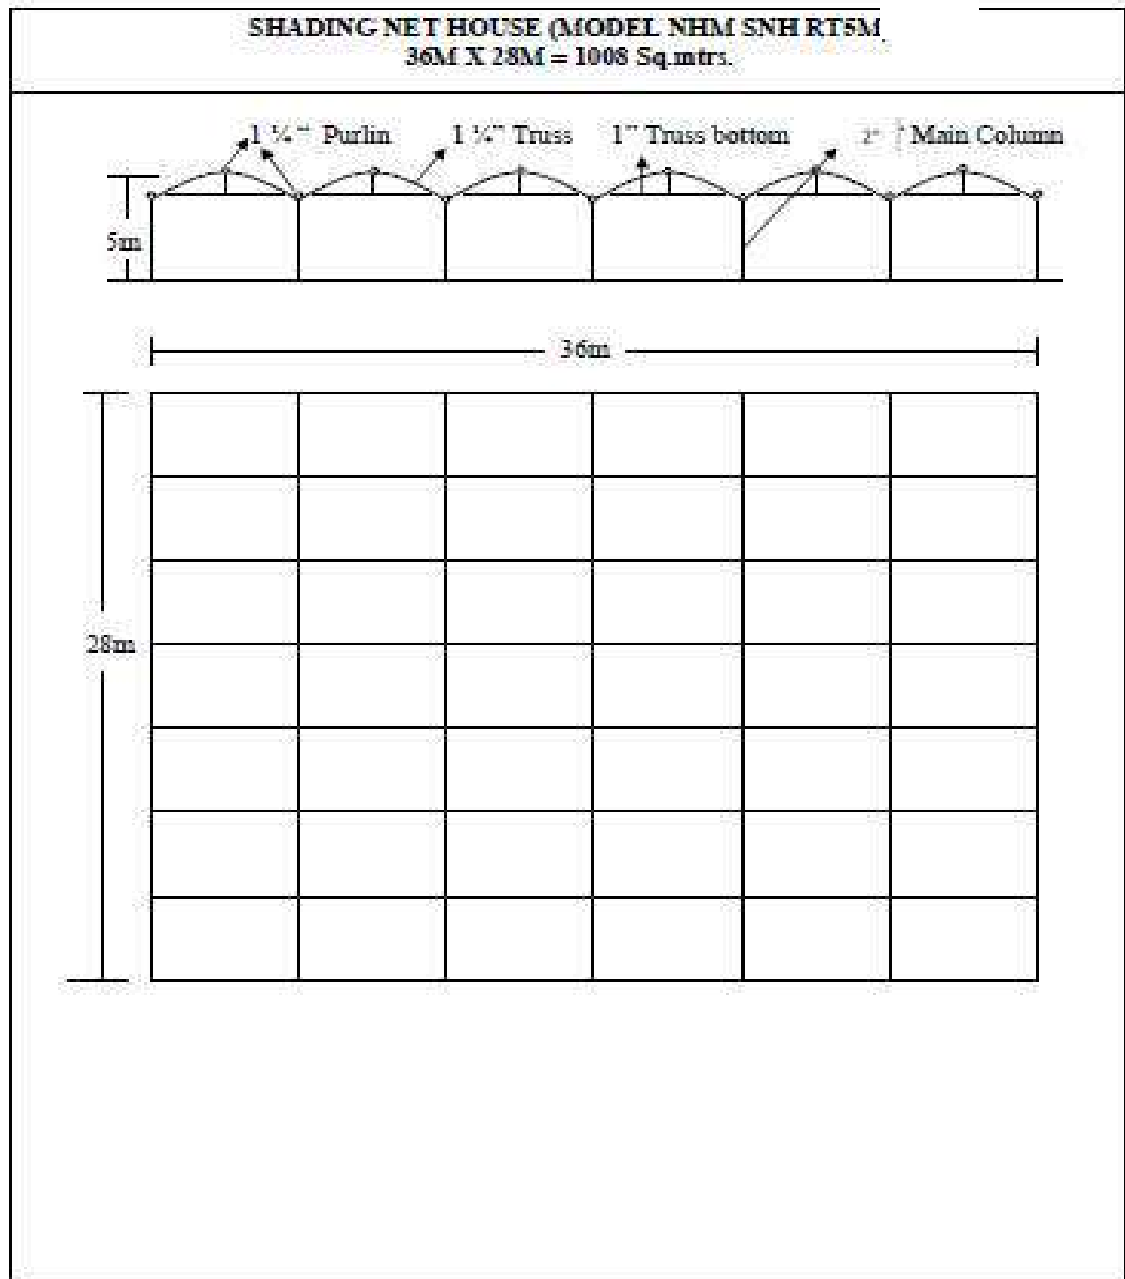 SHADING NET HOUSE (MODEL NHM SNH RT5M
36M X 28M = 1008 Sq.mtrs.
1 ¼" Purlin 1 ¼" Truss 1" Truss bottom 2" Main Column
5m
36m
28m